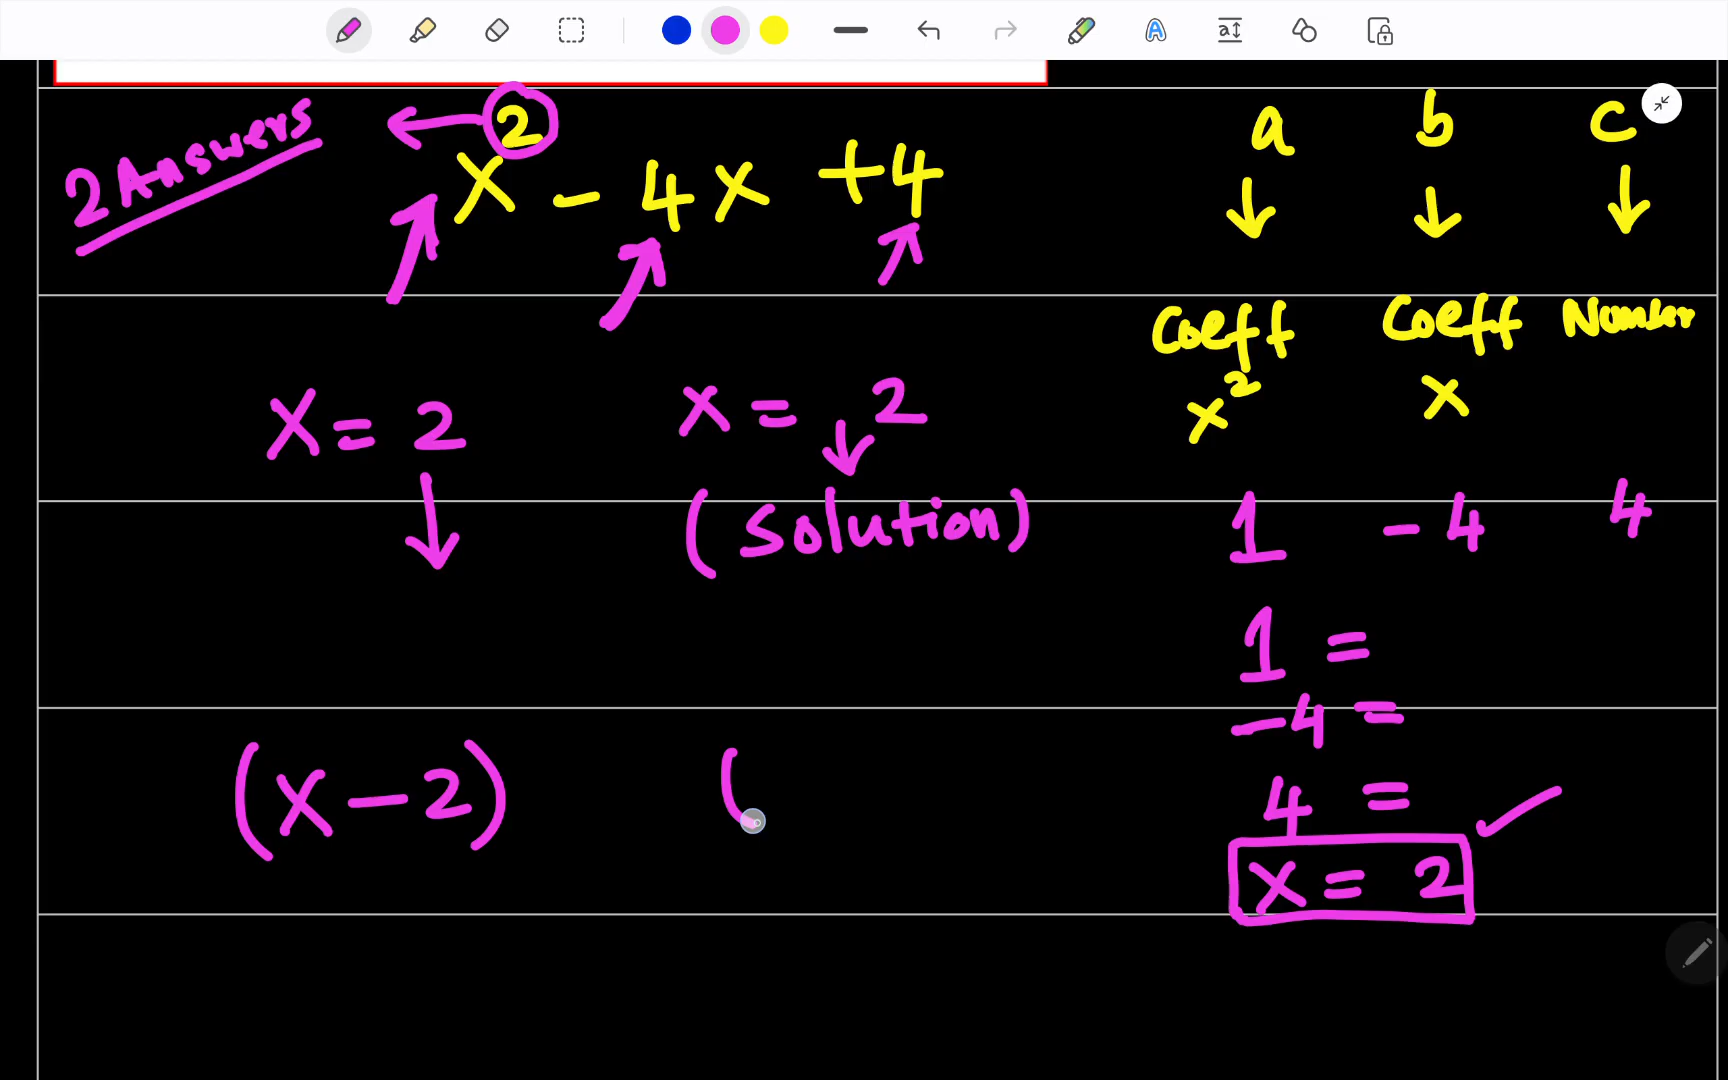 2 Answers ← x² - 4x + 4
a b c
↓ ↓ ↓
Coeff x² Coeff x Number
x = 2 x = 2
↓ ↓
(Solution) 1 - 4 4
1 =
- 4 =
(x - 2) ( 4 =
x = 2 ✓